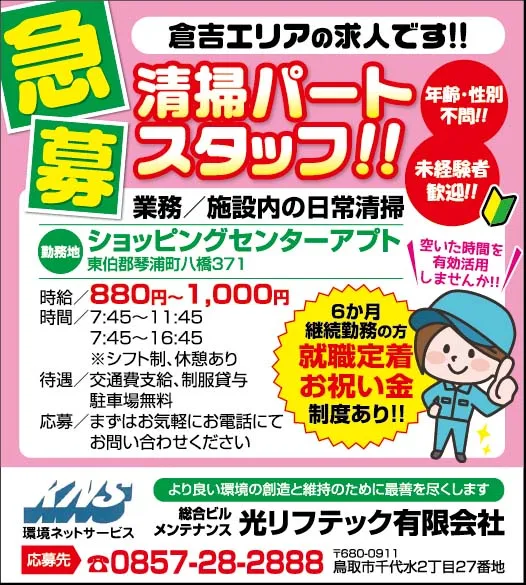 急募
倉吉エリアの求人です!!
清掃パート
スタッフ!!
年齢・性別
不問!!
未経験者
歓迎!!
業務／施設内の日常清掃
勤務地 ショッピングセンターアプト
東伯郡琴浦町八橋371
空いた時間を
有効活用
しませんか!!
時給／880円～1,000円
時間／7:45～11:45
7:45～16:45
※シフト制、休憩あり
待遇／交通費支給、制服貸与
駐車場無料
応募／まずはお気軽にお電話にて
お問い合わせください
6か月
継続勤務の方
就職定着
お祝い金
制度あり!!
KNS
環境ネットサービス
より良い環境の創造と維持のために最善を尽くします
総合ビル
メンテナンス 光リフテック有限会社
応募先 ☎0857-28-2888
〒680-0911
鳥取市千代水2丁目27番地